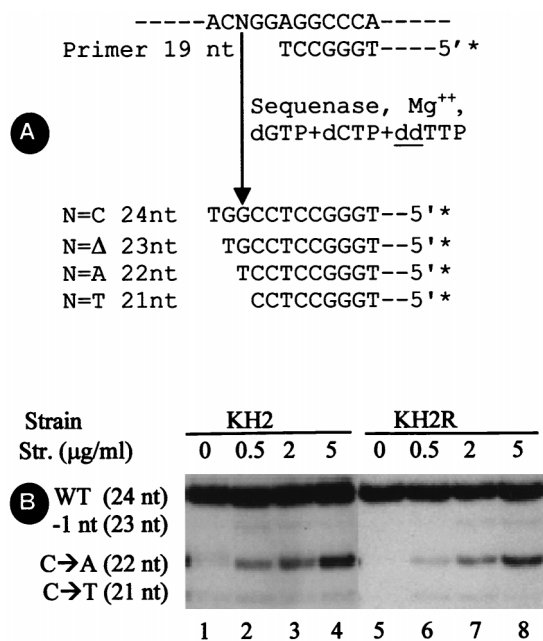 -----ACNGGAGGCCCA-----
Primer 19 nt TCCGGGT-----5'*
Sequenase, Mg++,
A
dGTP+dCTP+ddTTP
N=C 24nt TGGCCTCCGGGT--5'*
N=Δ 23nt TGCCTCCGGGT--5'*
N=A 22nt TCCTCCGGGT--5'*
N=T 21nt CCTCCGGGT--5'*
Strain KH2 KH2R
Str. (μg/ml) 0 0.5 2 5 0 0.5 2 5
B WT (24 nt)
-1 nt (23 nt)
C→A (22 nt)
C→T (21 nt)
1 2 3 4 5 6 7 8